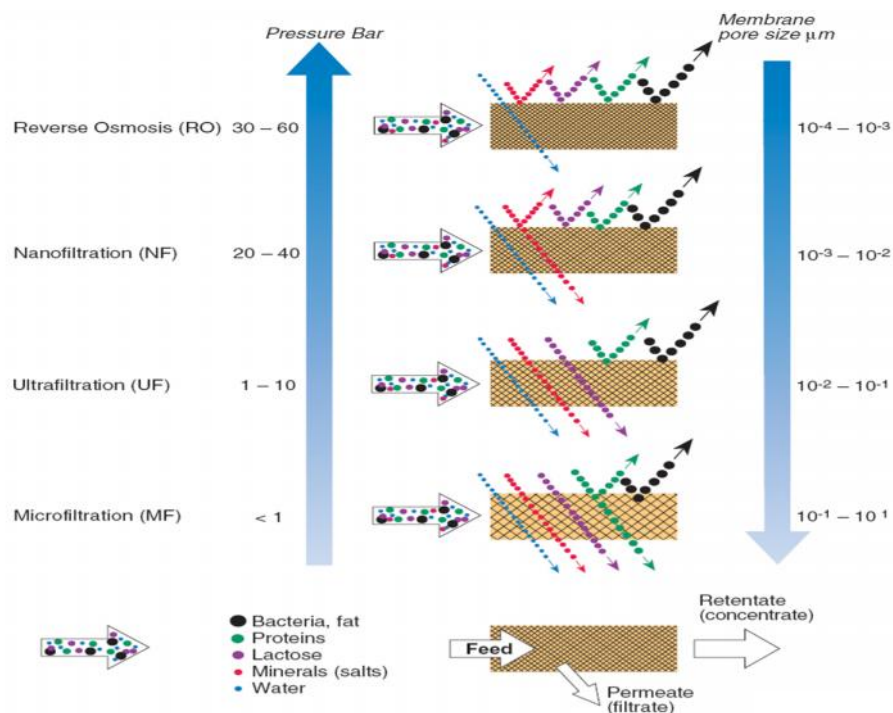 Pressure Bar
Membrane
pore size μm
Reverse Osmosis (RO) 30 – 60 10-4 – 10-3
Nanofiltration (NF) 20 – 40 10-3 – 10-2
Ultrafiltration (UF) 1 – 10 10-2 – 10-1
Microfiltration (MF) < 1 10-1 – 10 1
Bacteria, fat
Proteins
Lactose
Minerals (salts)
Water
Feed
Retentate
(concentrate)
Permeate
(filtrate)